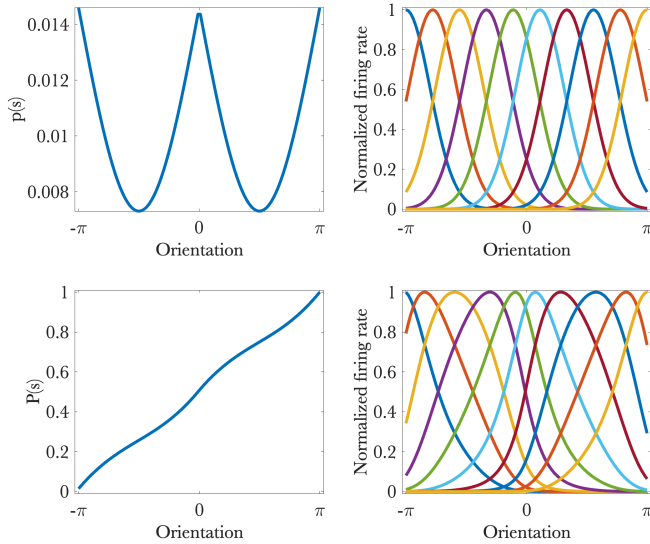 0.014
0.012
0.01
0.008
p(s)
-π 0 π
Orientation
1
0.8
0.6
0.4
0.2
0
Normalized firing rate
-π 0 π
Orientation
1
0.8
0.6
0.4
0.2
0
P(s)
-π 0 π
Orientation
1
0.8
0.6
0.4
0.2
0
Normalized firing rate
-π 0 π
Orientation